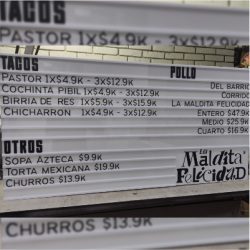 TACOS
PASTOR 1X$4.9K - 3X$12.9K
TACOS
PASTOR 1X$4.9K - 3X$12.9K
COCHINITA PIBIL 1X$4.9K - 3X$12.9K
BIRRIA DE RES 1X$5.9K - 3X$15.9K
CHICHARRON 1X$4.9K - 3X$12.9K
POLLO
DEL BARRIO
CORRIDO
LA MALDITA FELICIDAD
ENTERO $47.9K
MEDIO $25.9K
CUARTO $16.9K
OTROS
SOPA AZTECA $9.9K
TORTA MEXICANA $19.9K
CHURROS $13.9K
La Maldita Felicidad
CHURROS $13.9K